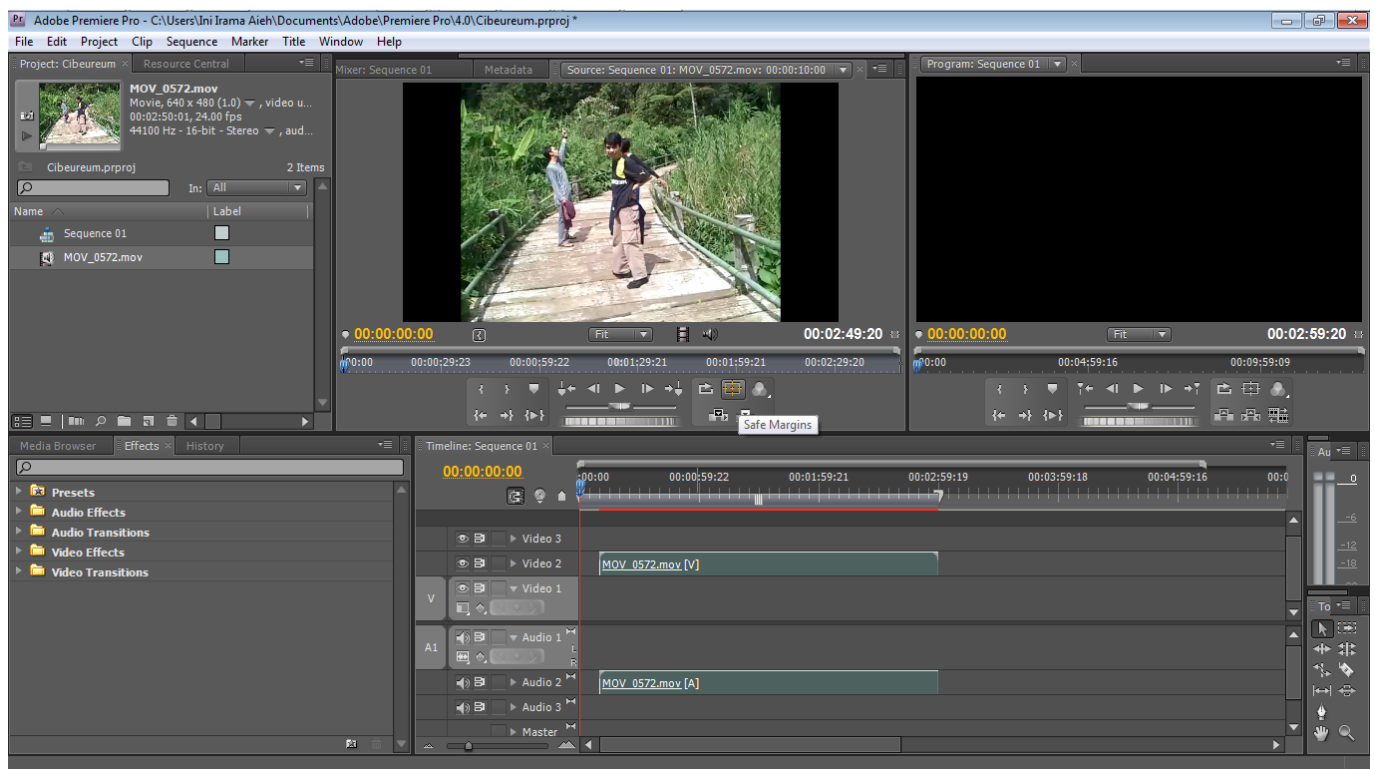 Pr Adobe Premiere Pro - C:\Users\Ini Irama Aieh\Documents\Adobe\Premiere Pro\4.0\Cibeureum.prproj *
File Edit Project Clip Sequence Marker Title Window Help
Project: Cibeureum × Resource Central
MOV_0572.mov
Movie, 640 x 480 (1.0) , video u...
00:02:50:01, 24.00 fps
44100 Hz - 16-bit - Stereo , aud...
Cibeureum.prproj 2 Items
In: All
Name Label
Sequence 01
MOV_0572.mov
Mixer: Sequence 01 Metadata Source: Sequence 01: MOV_0572.mov: 00:00:10:00 ×
00:00:00:00 Fit 00:02:49:20
00:00 00:00:29:23 00:00:59:22 00:01:29:21 00:01:59:21 00:02:29:20
Safe Margins
Program: Sequence 01 ×
00:00:00:00 Fit 00:02:59:20
00:00 00:04:59:16 00:09:59:09
Media Browser Effects × History
Presets
Audio Effects
Audio Transitions
Video Effects
Video Transitions
Timeline: Sequence 01 ×
00:00:00:00
:00:00 00:00:59:22 00:01:59:21 00:02:59:19 00:03:59:18 00:04:59:16 00:0
Video 3
Video 2 MOV_0572.mov [V]
V Video 1
A1 Audio 1
L
R
Audio 2 MOV_0572.mov [A]
Audio 3
Master
Au
0
-6
-12
-18
To